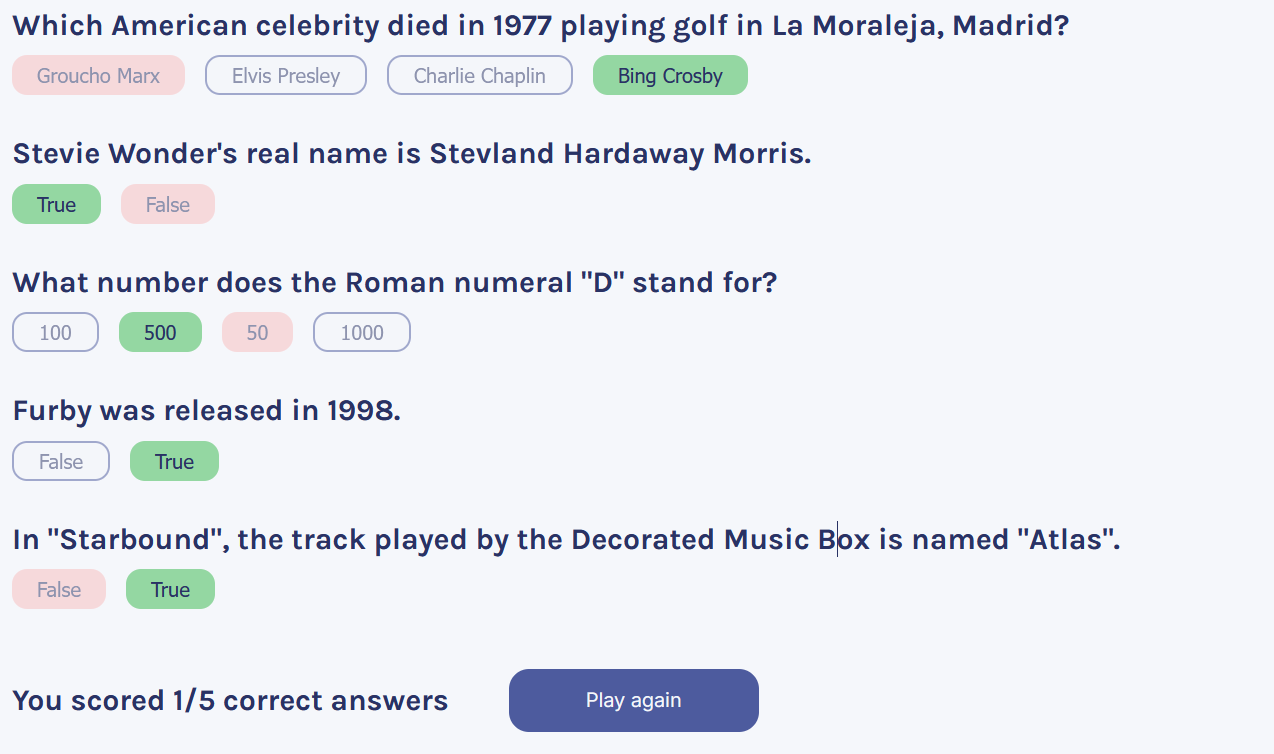 Which American celebrity died in 1977 playing golf in La Moraleja, Madrid?
Groucho Marx Elvis Presley Charlie Chaplin Bing Crosby
Stevie Wonder's real name is Stevland Hardaway Morris.
True False
What number does the Roman numeral "D" stand for?
100 500 50 1000
Furby was released in 1998.
False True
In "Starbound", the track played by the Decorated Music Box is named "Atlas".
False True
You scored 1/5 correct answers Play again